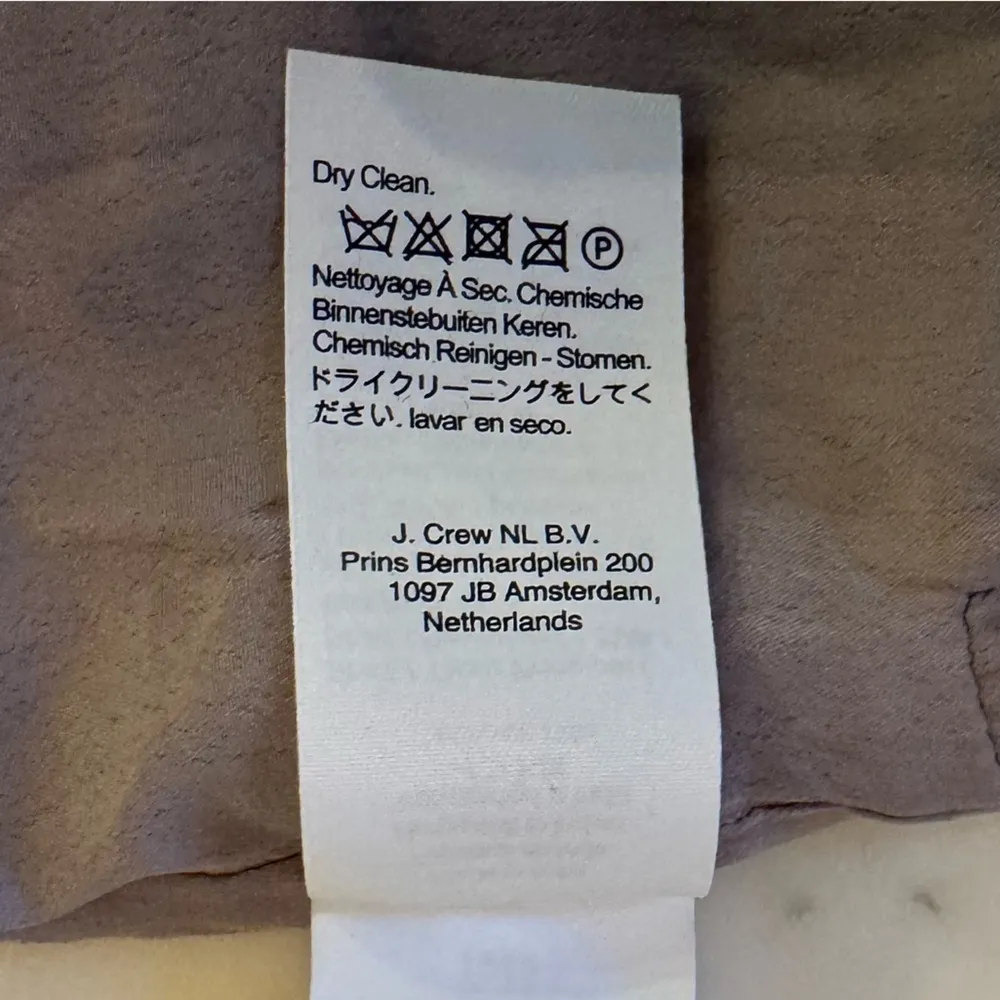 Dry Clean.
P
Nettoyage À Sec. Chemische
Binnenstebuiten Keren.
Chemisch Reinigen - Stomen.
ドライクリーニングをしてく
ださい. lavar en seco.
J. Crew NL B.V.
Prins Bernhardplein 200
1097 JB Amsterdam,
Netherlands